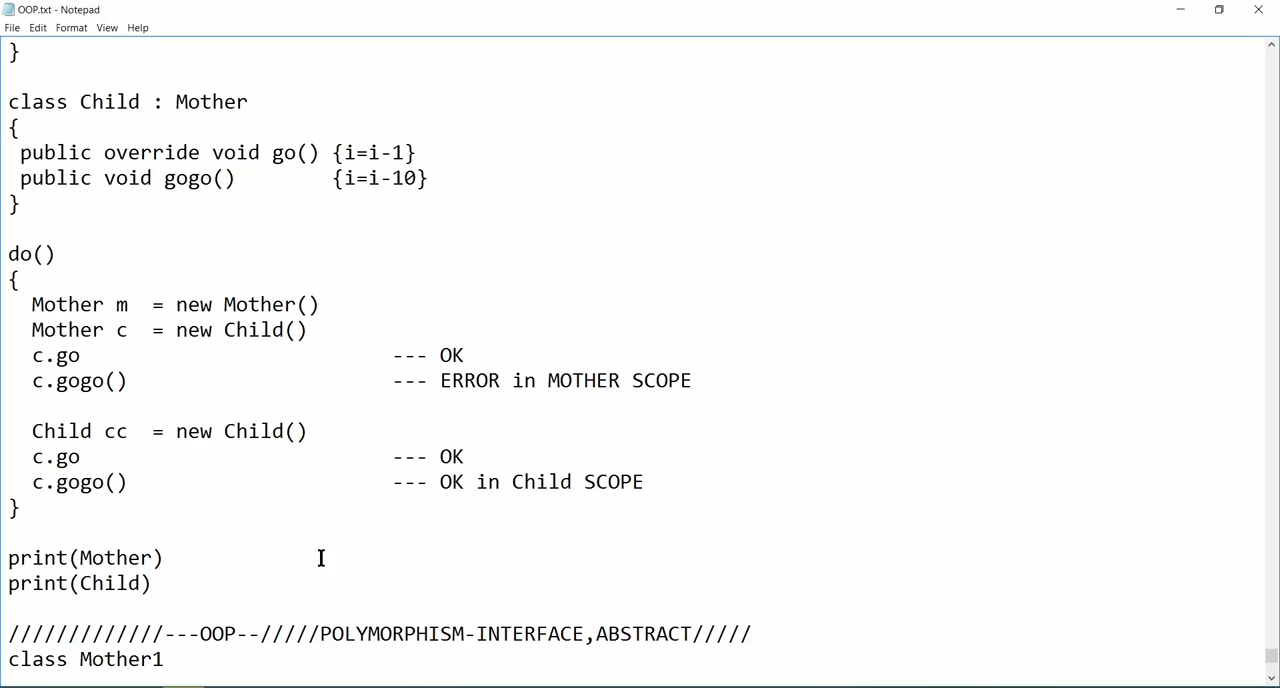 OOP.txt - Notepad
File Edit Format View Help
}
class Child : Mother
{
 public override void go() {i=i-1}
 public void gogo()        {i=i-10}
}
do()
{
  Mother m  = new Mother()
  Mother c  = new Child()
  c.go                          --- OK
  c.gogo()                      --- ERROR in MOTHER SCOPE
  Child cc  = new Child()
  c.go                          --- OK
  c.gogo()                      --- OK in Child SCOPE
}
print(Mother)
print(Child)
/////////////---OOP--/////POLYMORPHISM-INTERFACE,ABSTRACT/////
class Mother1